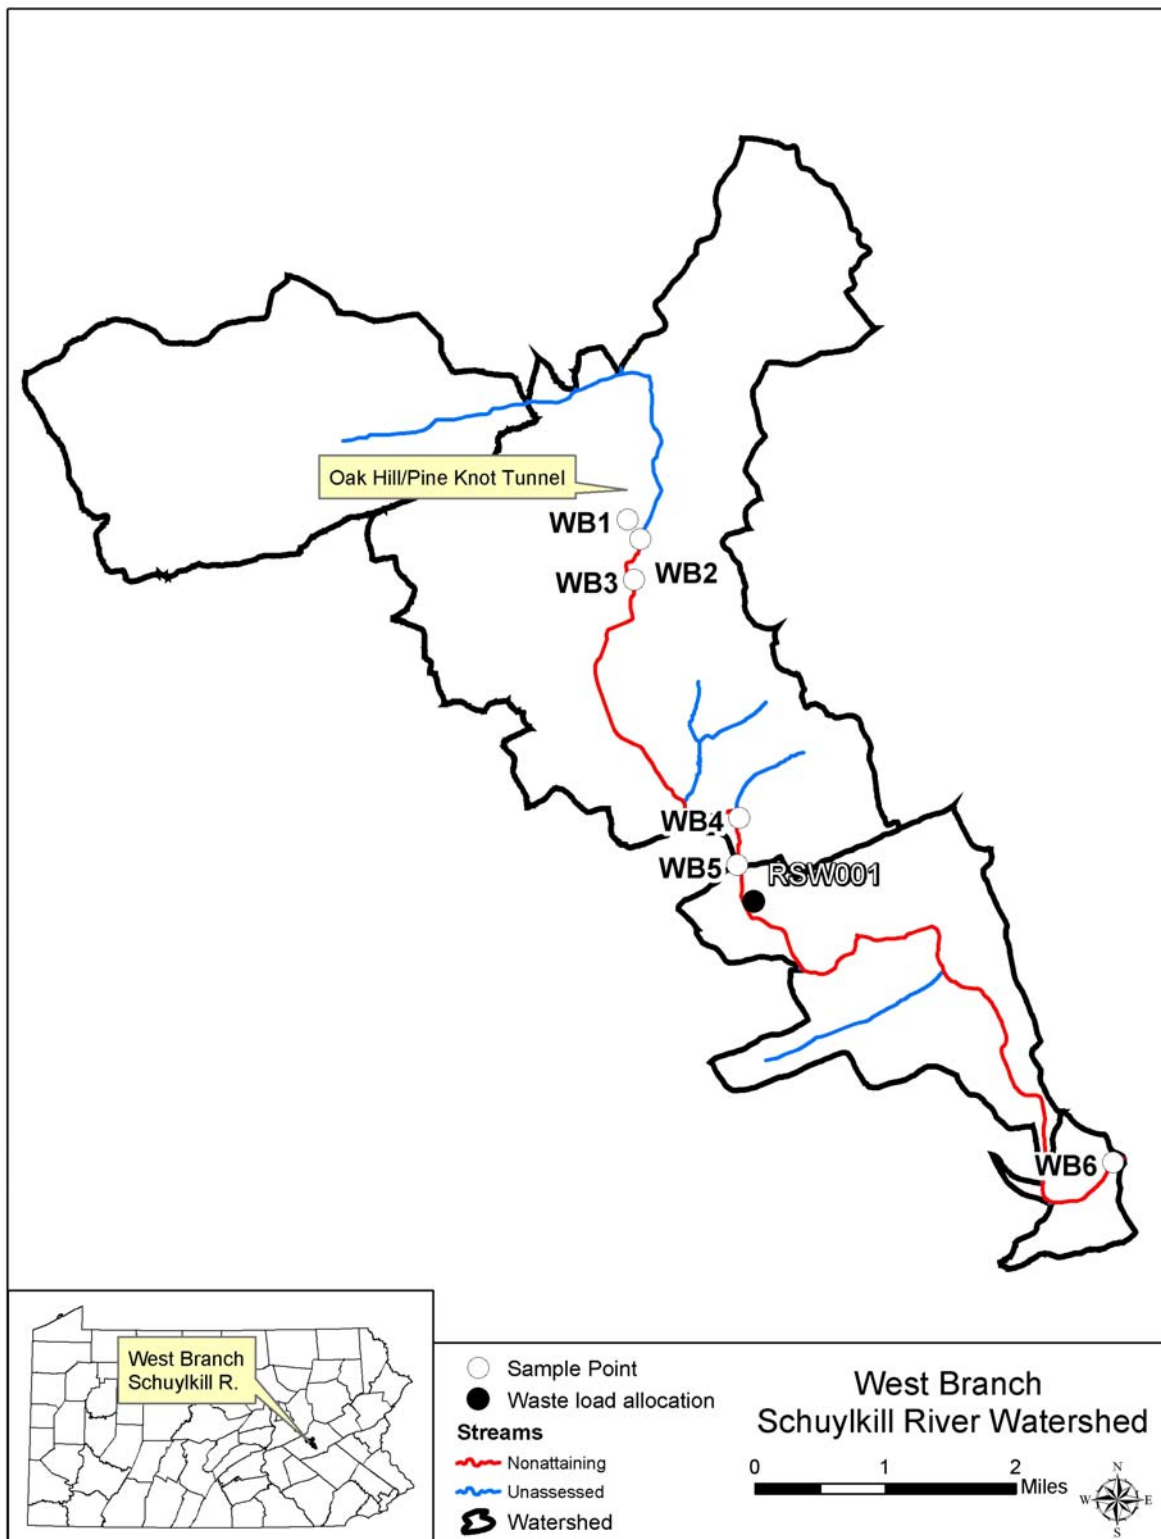 Oak Hill/Pine Knot Tunnel
WB1
WB2
WB3
WB4
WB5
RSW001
WB6
West Branch
Schuylkill R.
Sample Point
Waste load allocation
Streams
Nonattaining
Unassessed
Watershed
West Branch
Schuylkill River Watershed
0 1 2
Miles
N
W E
S